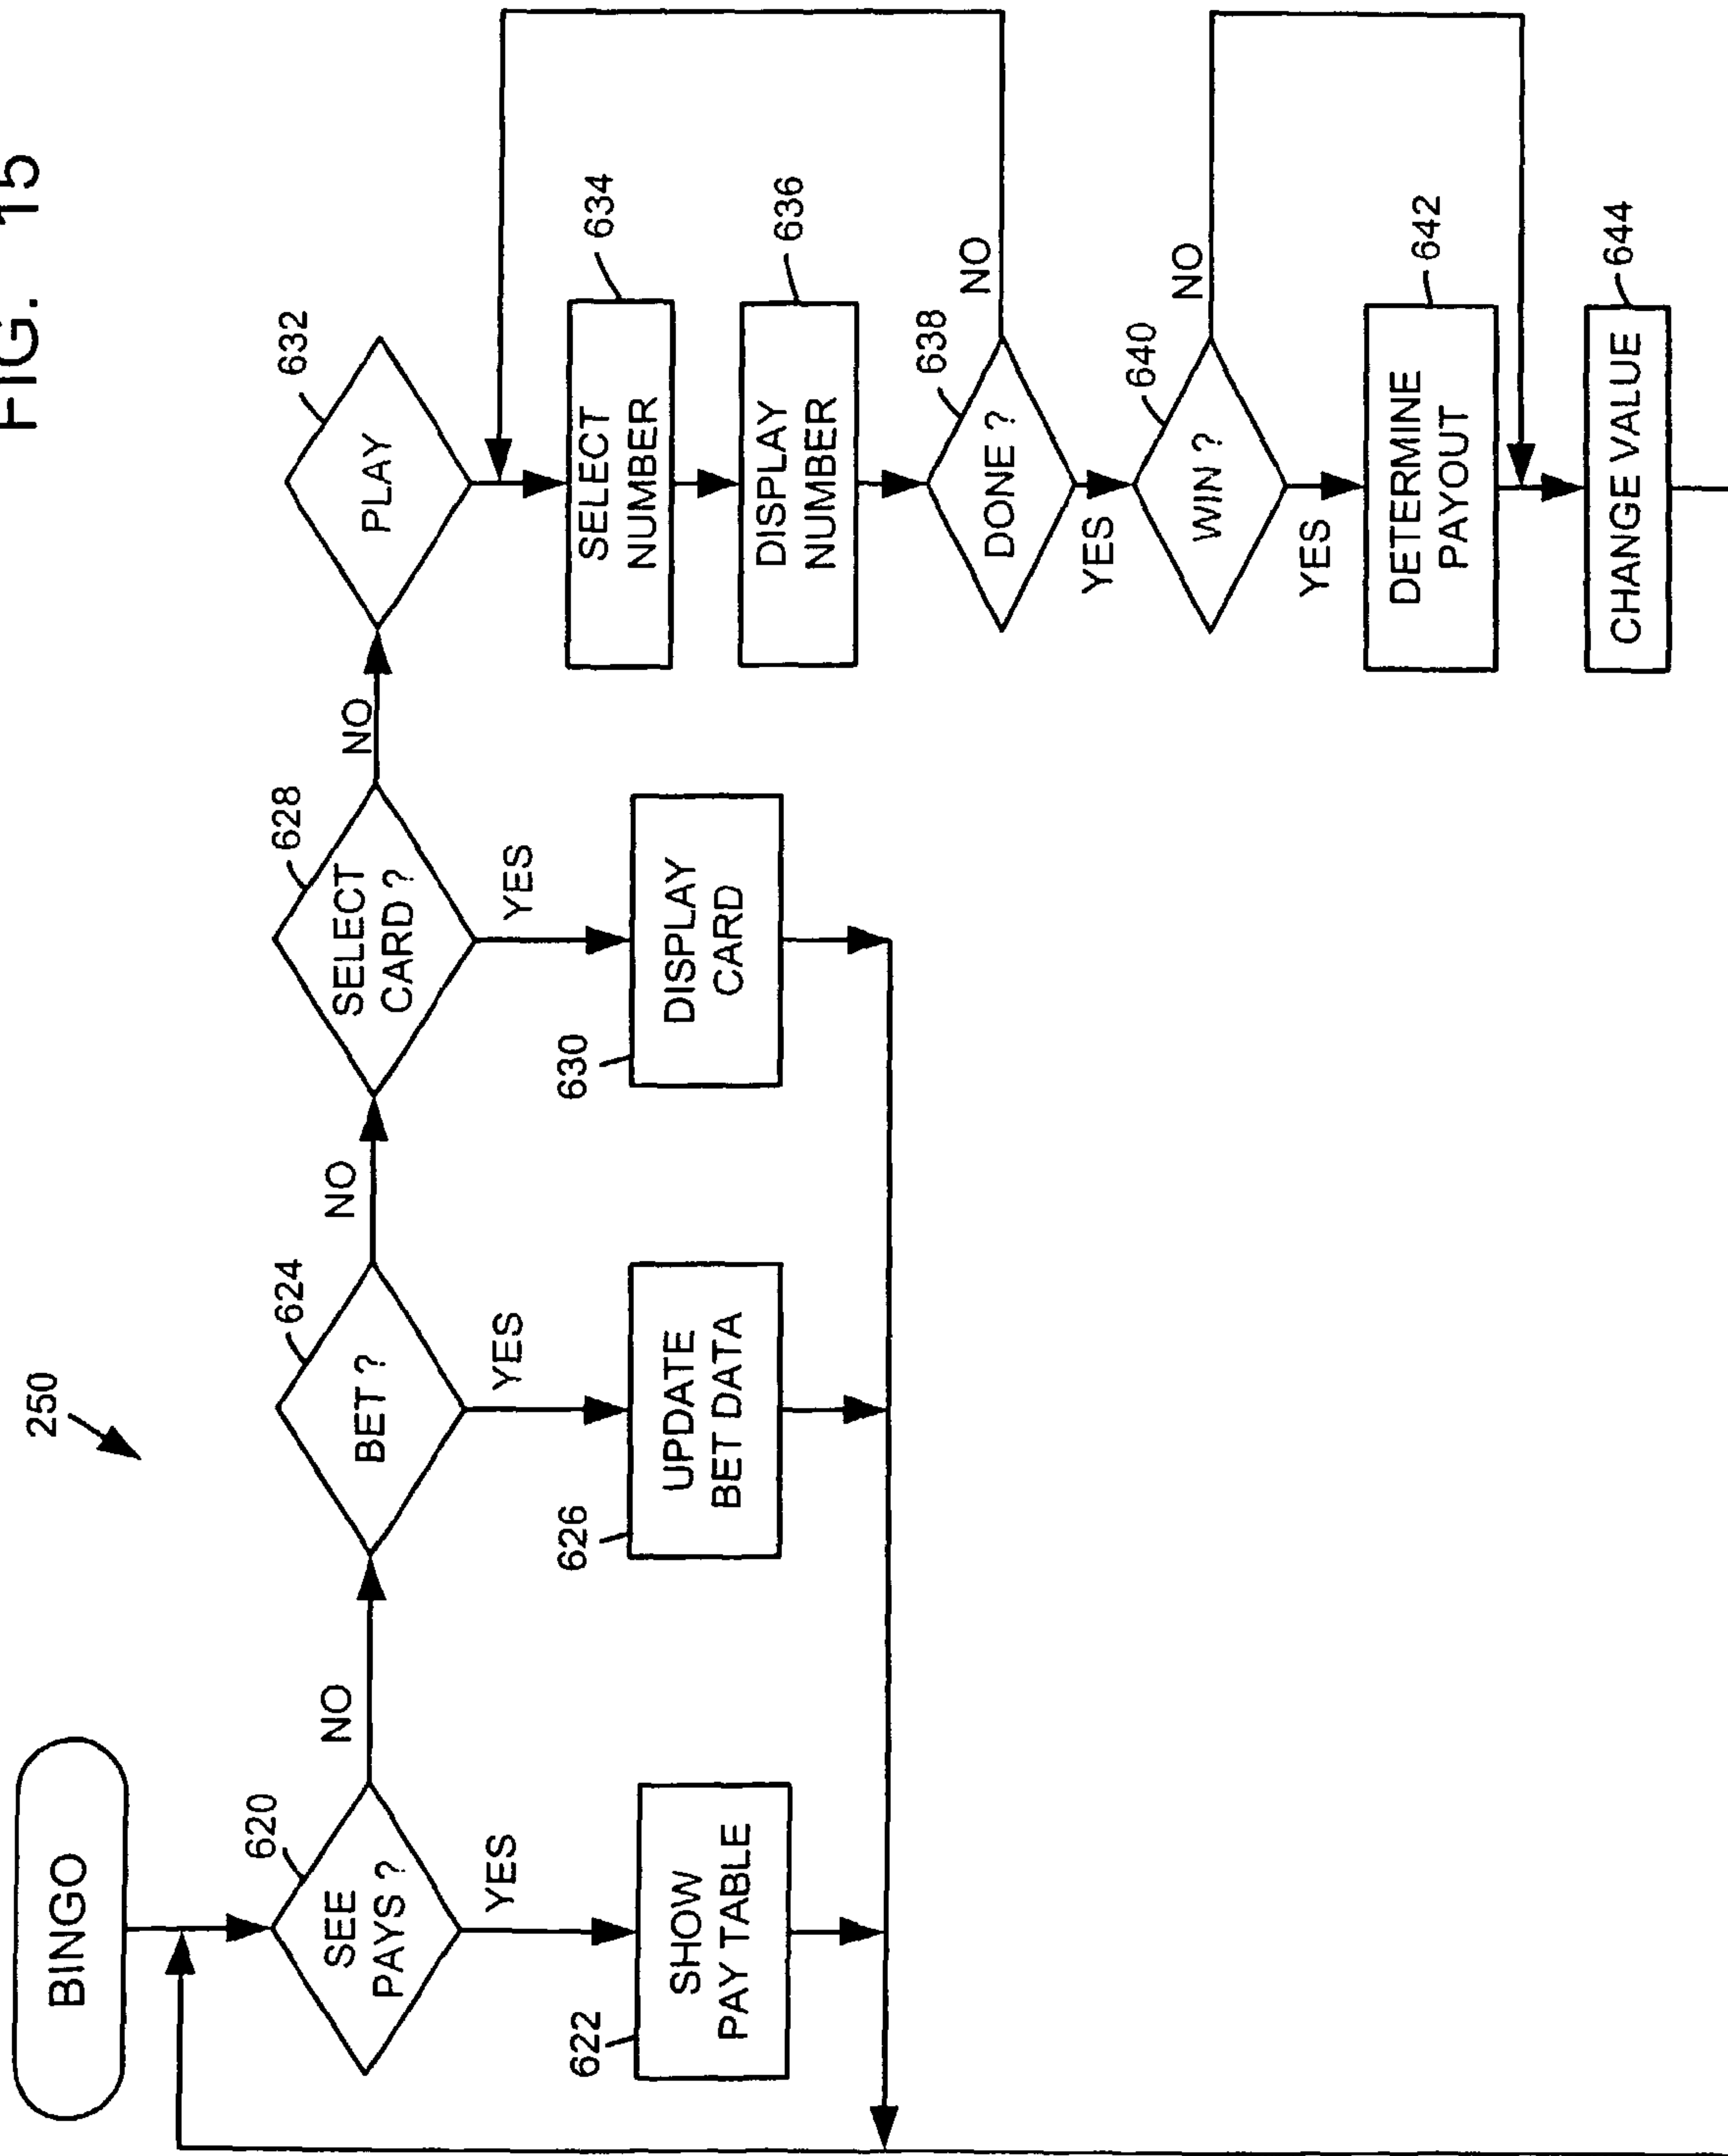 FIG. 15
250
BINGO
620
SEE
PAYS ?
NO
YES
622
SHOW
PAY TABLE
624
BET ?
NO
YES
626
UPDATE
BET DATA
628
SELECT
CARD ?
NO
YES
630
DISPLAY
CARD
632
PLAY
634
SELECT
NUMBER
636
DISPLAY
NUMBER
638
DONE ?
NO
YES
640
WIN ?
NO
YES
642
DETERMINE
PAYOUT
644
CHANGE VALUE